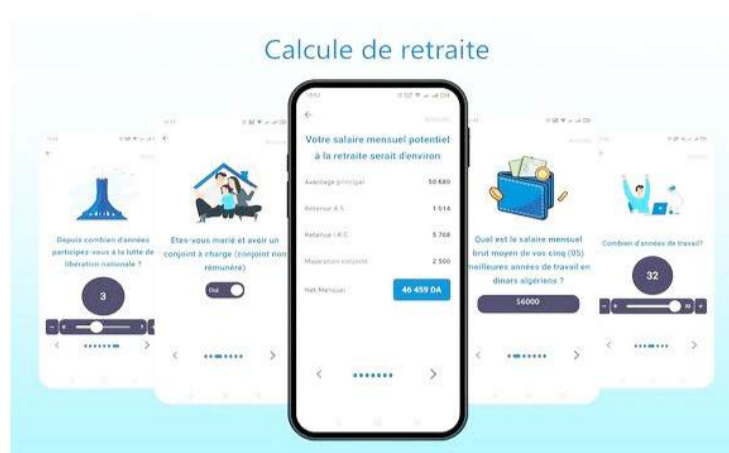 Calcule de retraite
Depuis combien d'années
participez-vous à la lutte de
libération nationale ?
3
Etes-vous marié et avoir un
conjoint à charge (conjoint non
rémunéré)
Oui
Votre salaire mensuel potentiel
à la retraite serait d'environ
Avantage principal 50 680
Retenue A.S. 1 014
Retenue I.R.G. 5 708
Majoration conjoint 2 500
Net Mensuel 46 459 DA
Quel est le salaire mensuel
brut moyen de vos cinq (05)
meilleures années de travail en
dinars algériens ?
56000
Combien d'années de travail?
32